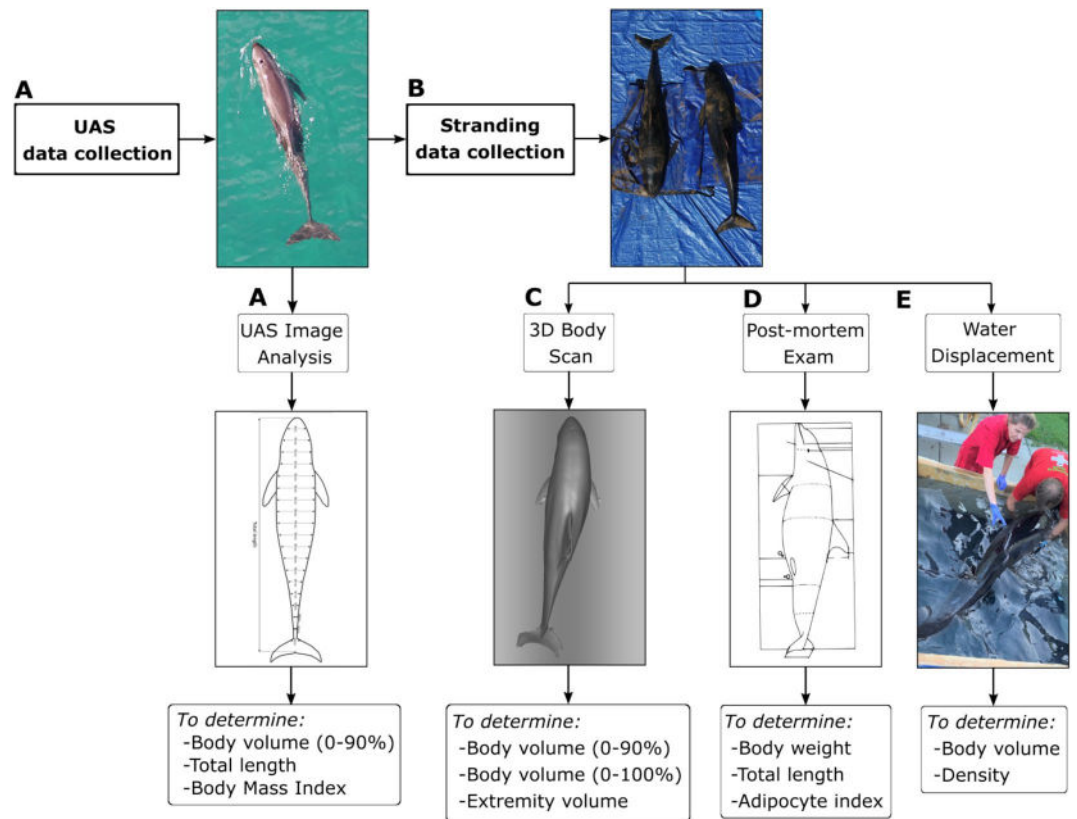 A
UAS
data collection
B
Stranding
data collection
A
UAS Image
Analysis
C
3D Body
Scan
D
Post-mortem
Exam
E
Water
Displacement
Total length
To determine:
-Body volume (0-90%)
-Total length
-Body Mass Index
To determine:
-Body volume (0-90%)
-Body volume (0-100%)
-Extremity volume
To determine:
-Body weight
-Total length
-Adipocyte index
To determine:
-Body volume
-Density